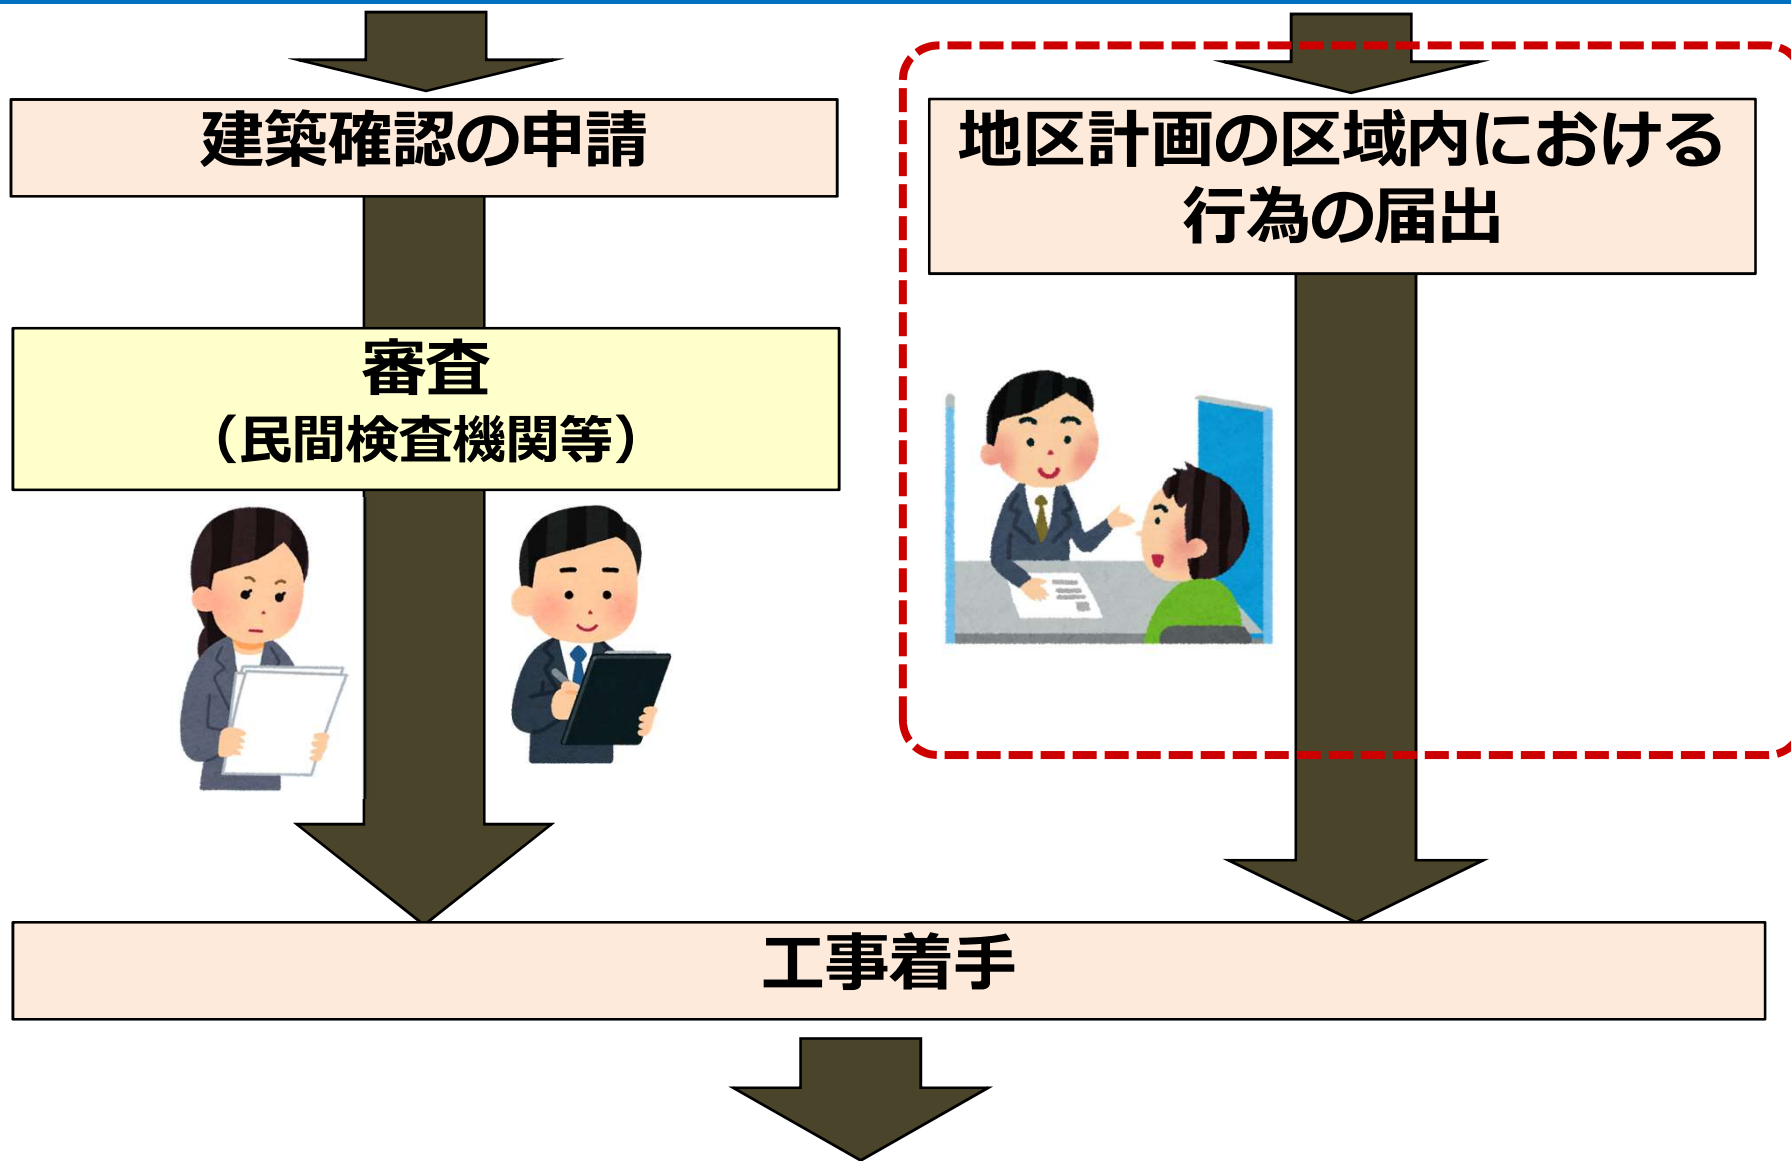 建築確認の申請
審査
（民間検査機関等）
地区計画の区域内における
行為の届出
工事着手